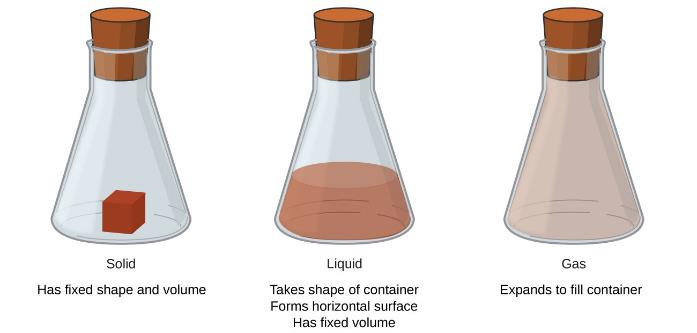 Solid
Has fixed shape and volume
Liquid
Takes shape of container
Forms horizontal surface
Has fixed volume
Gas
Expands to fill container